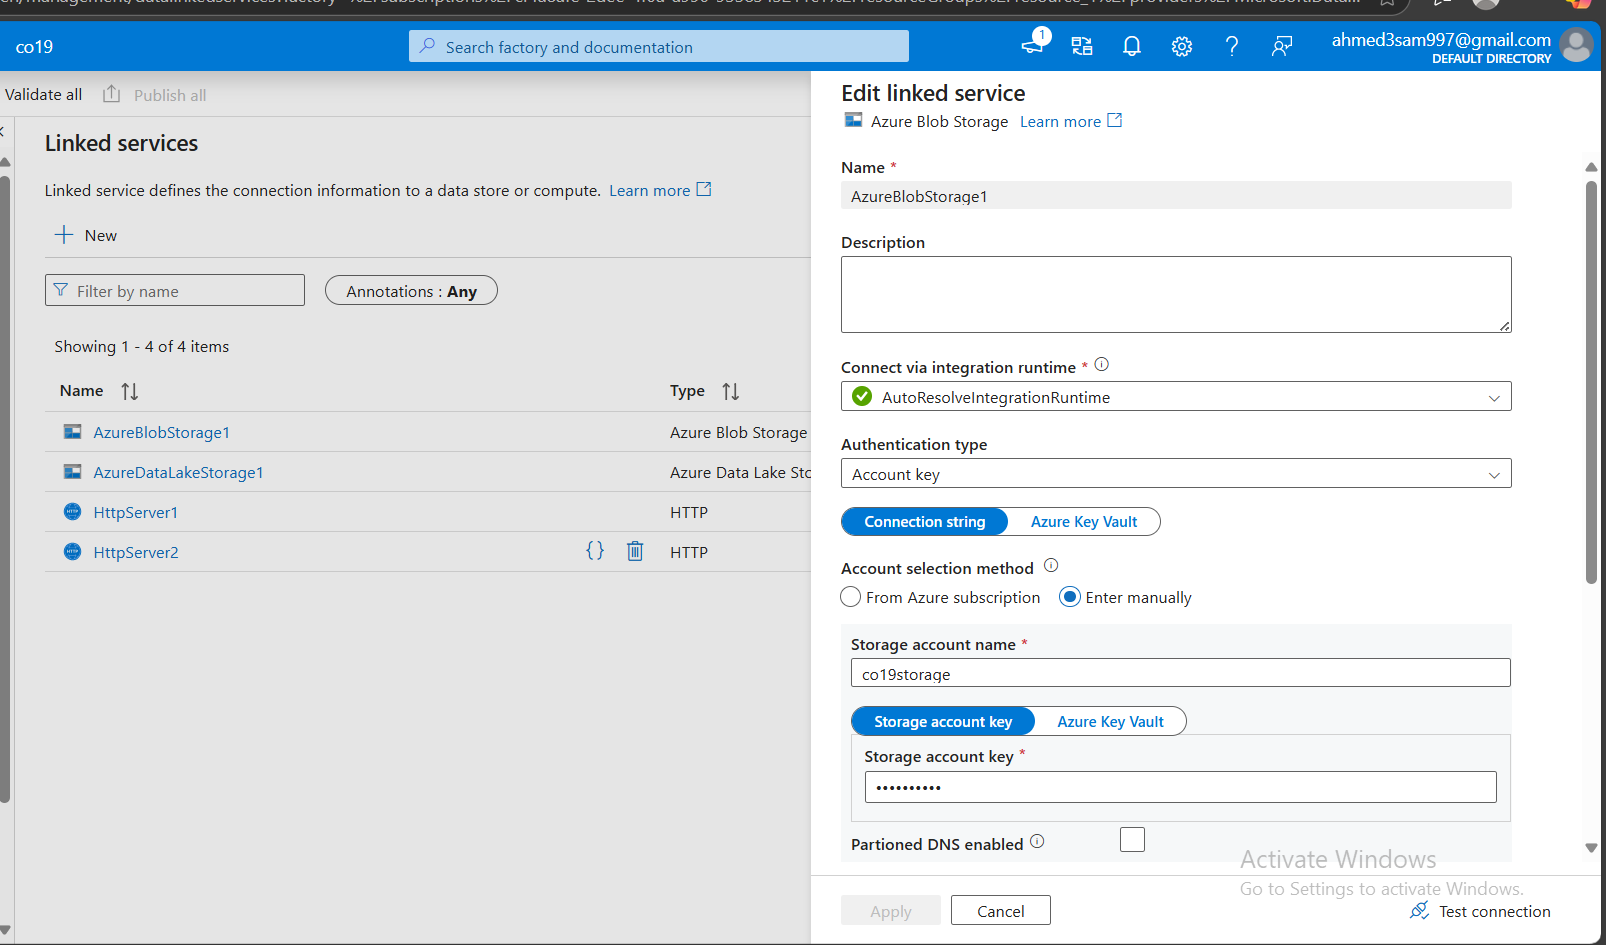 co19
Search factory and documentation
1
ahmed3sam997@gmail.com
DEFAULT DIRECTORY
Validate all
Publish all
Linked services
Linked service defines the connection information to a data store or compute. Learn more
New
Filter by name
Annotations : Any
Showing 1 - 4 of 4 items
Name
Type
AzureBlobStorage1
Azure Blob Storage
AzureDataLakeStorage1
Azure Data Lake Sto
HttpServer1
HTTP
HttpServer2
{}
HTTP
Edit linked service
Azure Blob Storage Learn more
Name *
AzureBlobStorage1
Description
Connect via integration runtime *
AutoResolveIntegrationRuntime
Authentication type
Account key
Connection string
Azure Key Vault
Account selection method
From Azure subscription
Enter manually
Storage account name *
co19storage
Storage account key
Azure Key Vault
Storage account key *
••••••••••
Partioned DNS enabled
Activate Windows
Go to Settings to activate Windows.
Apply
Cancel
Test connection